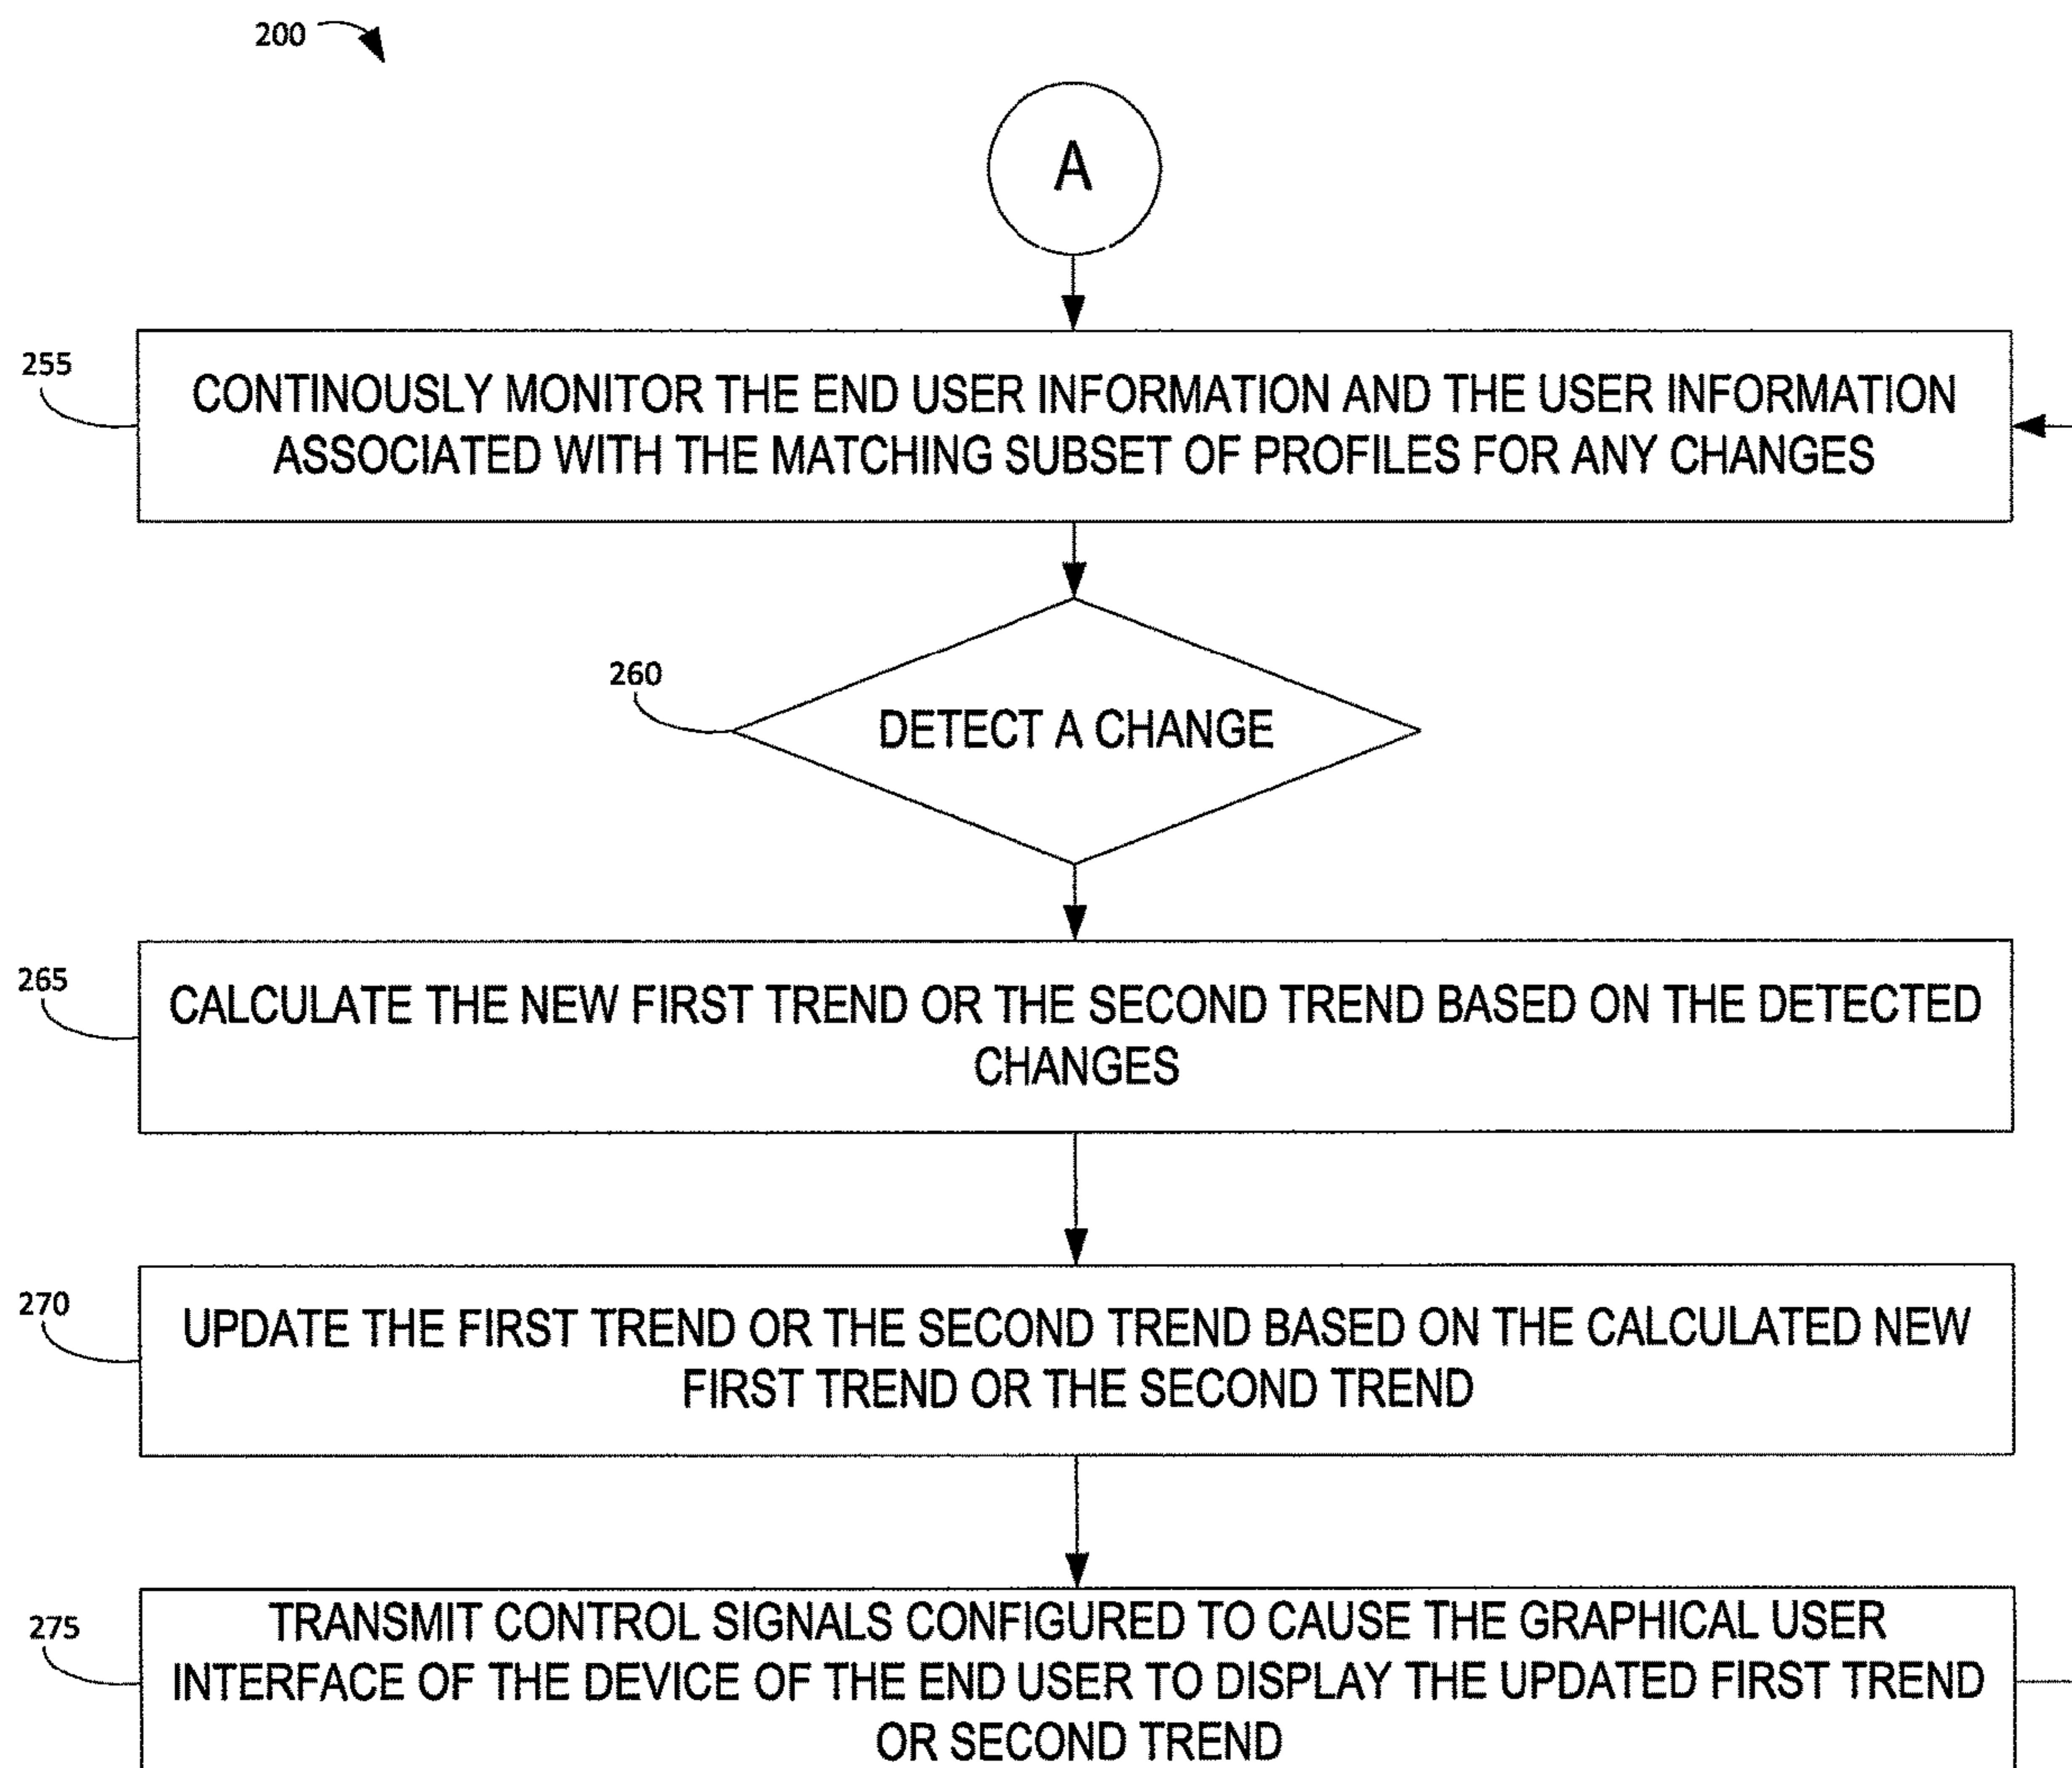 200
A
255
CONTINOUSLY MONITOR THE END USER INFORMATION AND THE USER INFORMATION
ASSOCIATED WITH THE MATCHING SUBSET OF PROFILES FOR ANY CHANGES
260
DETECT A CHANGE
265
CALCULATE THE NEW FIRST TREND OR THE SECOND TREND BASED ON THE DETECTED
CHANGES
270
UPDATE THE FIRST TREND OR THE SECOND TREND BASED ON THE CALCULATED NEW
FIRST TREND OR THE SECOND TREND
275
TRANSMIT CONTROL SIGNALS CONFIGURED TO CAUSE THE GRAPHICAL USER
INTERFACE OF THE DEVICE OF THE END USER TO DISPLAY THE UPDATED FIRST TREND
OR SECOND TREND